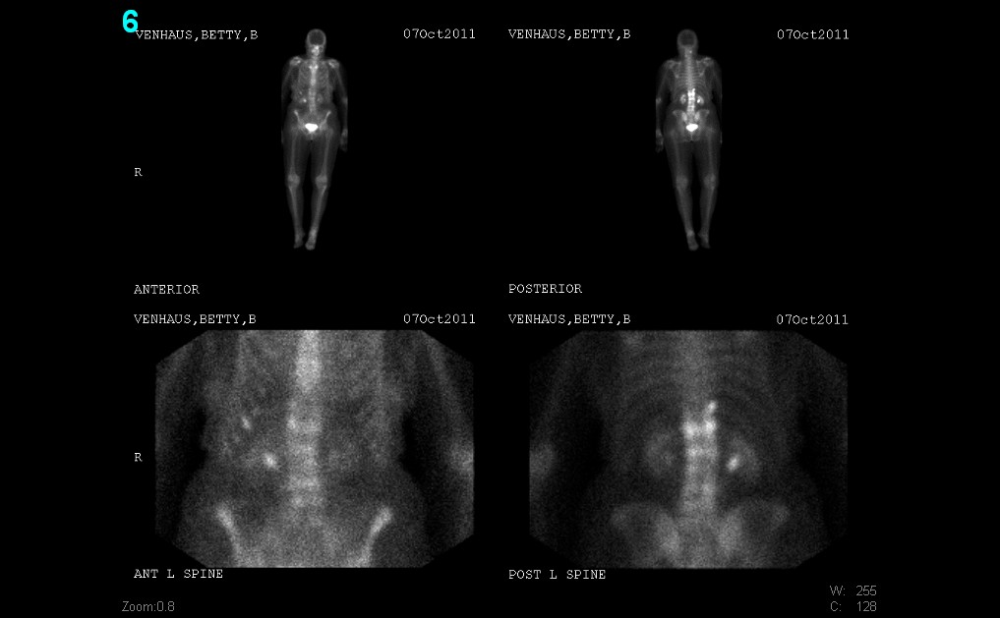 6
VENHAUS,BETTY,B 07Oct2011 VENHAUS,BETTY,B 07Oct2011
R
ANTERIOR POSTERIOR
VENHAUS,BETTY,B 07Oct2011 VENHAUS,BETTY,B 07Oct2011
R
ANT L SPINE POST L SPINE
W: 255
Zoom:0.8 C: 128